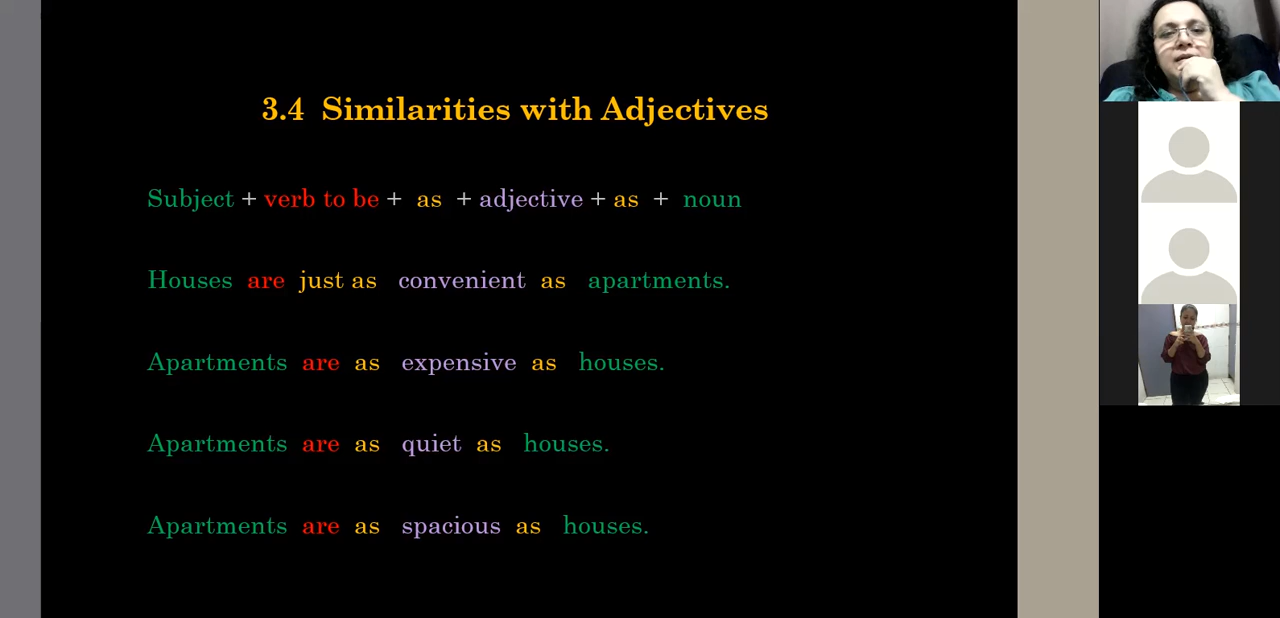 3.4 Similarities with Adjectives
Subject + verb to be + as + adjective + as + noun
Houses are just as convenient as apartments.
Apartments are as expensive as houses.
Apartments are as quiet as houses.
Apartments are as spacious as houses.